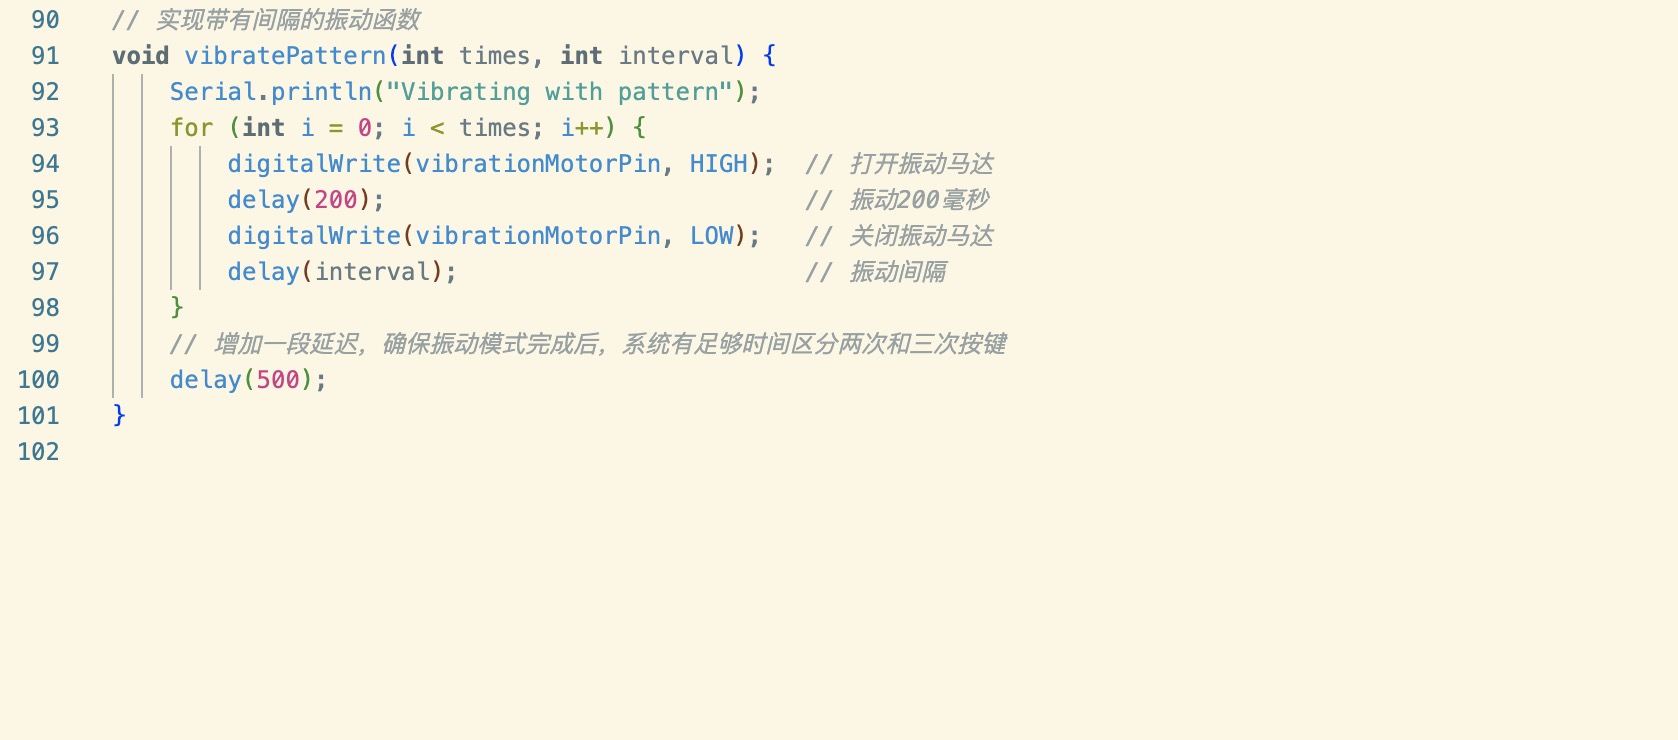 90 // 实现带有间隔的振动函数
91 void vibratePattern(int times, int interval) {
92 Serial.println("Vibrating with pattern");
93 for (int i = 0; i < times; i++) {
94 digitalWrite(vibrationMotorPin, HIGH); // 打开振动马达
95 delay(200); // 振动200毫秒
96 digitalWrite(vibrationMotorPin, LOW); // 关闭振动马达
97 delay(interval); // 振动间隔
98 }
99 // 增加一段延迟，确保振动模式完成后，系统有足够时间区分两次和三次按键
100 delay(500);
101 }
102